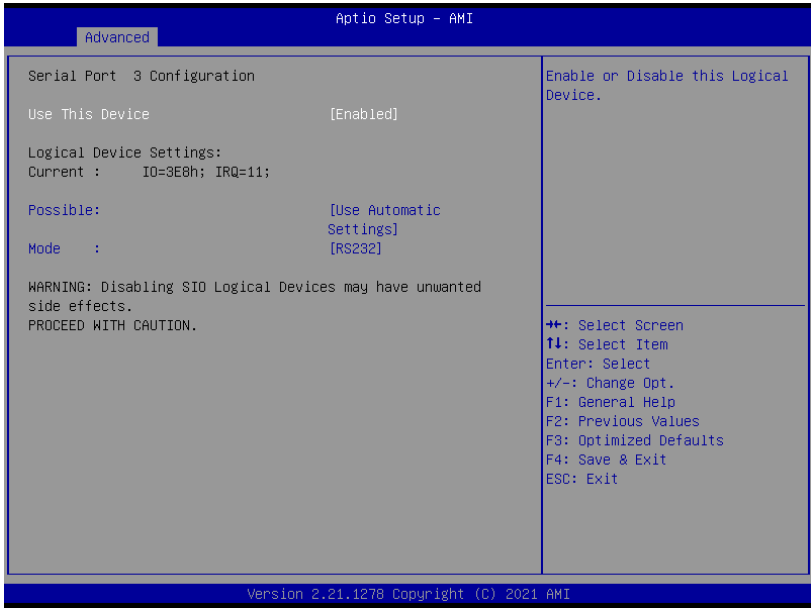 Aptio Setup – AMI
Advanced
Serial Port  3 Configuration
Use This Device [Enabled]
Logical Device Settings:
Current : IO=3E8h; IRQ=11;
Possible: [Use Automatic
Settings]
Mode : [RS232]
WARNING: Disabling SIO Logical Devices may have unwanted
side effects.
PROCEED WITH CAUTION.
Enable or Disable this Logical
Device.
→←: Select Screen
↑↓: Select Item
Enter: Select
+/-: Change Opt.
F1: General Help
F2: Previous Values
F3: Optimized Defaults
F4: Save & Exit
ESC: Exit
Version 2.21.1278 Copyright (C) 2021 AMI